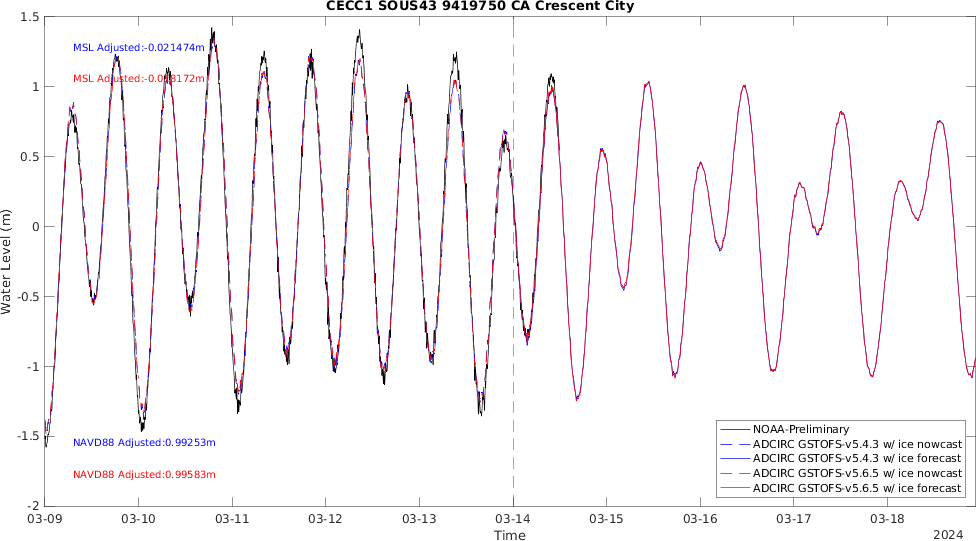 CECC1 SOUS43 9419750 CA Crescent City
1.5
MSL Adjusted:-0.021474m
MSL Adjusted:-0.018172m
1
0.5
0
Water Level (m)
-0.5
-1
-1.5
NAVD88 Adjusted:0.99253m
NAVD88 Adjusted:0.99583m
-2
NOAA-Preliminary
ADCIRC GSTOFS-v5.4.3 w/ ice nowcast
ADCIRC GSTOFS-v5.4.3 w/ ice forecast
ADCIRC GSTOFS-v5.6.5 w/ ice nowcast
ADCIRC GSTOFS-v5.6.5 w/ ice forecast
03-09 03-10 03-11 03-12 03-13 03-14 03-15 03-16 03-17 03-18
Time
2024